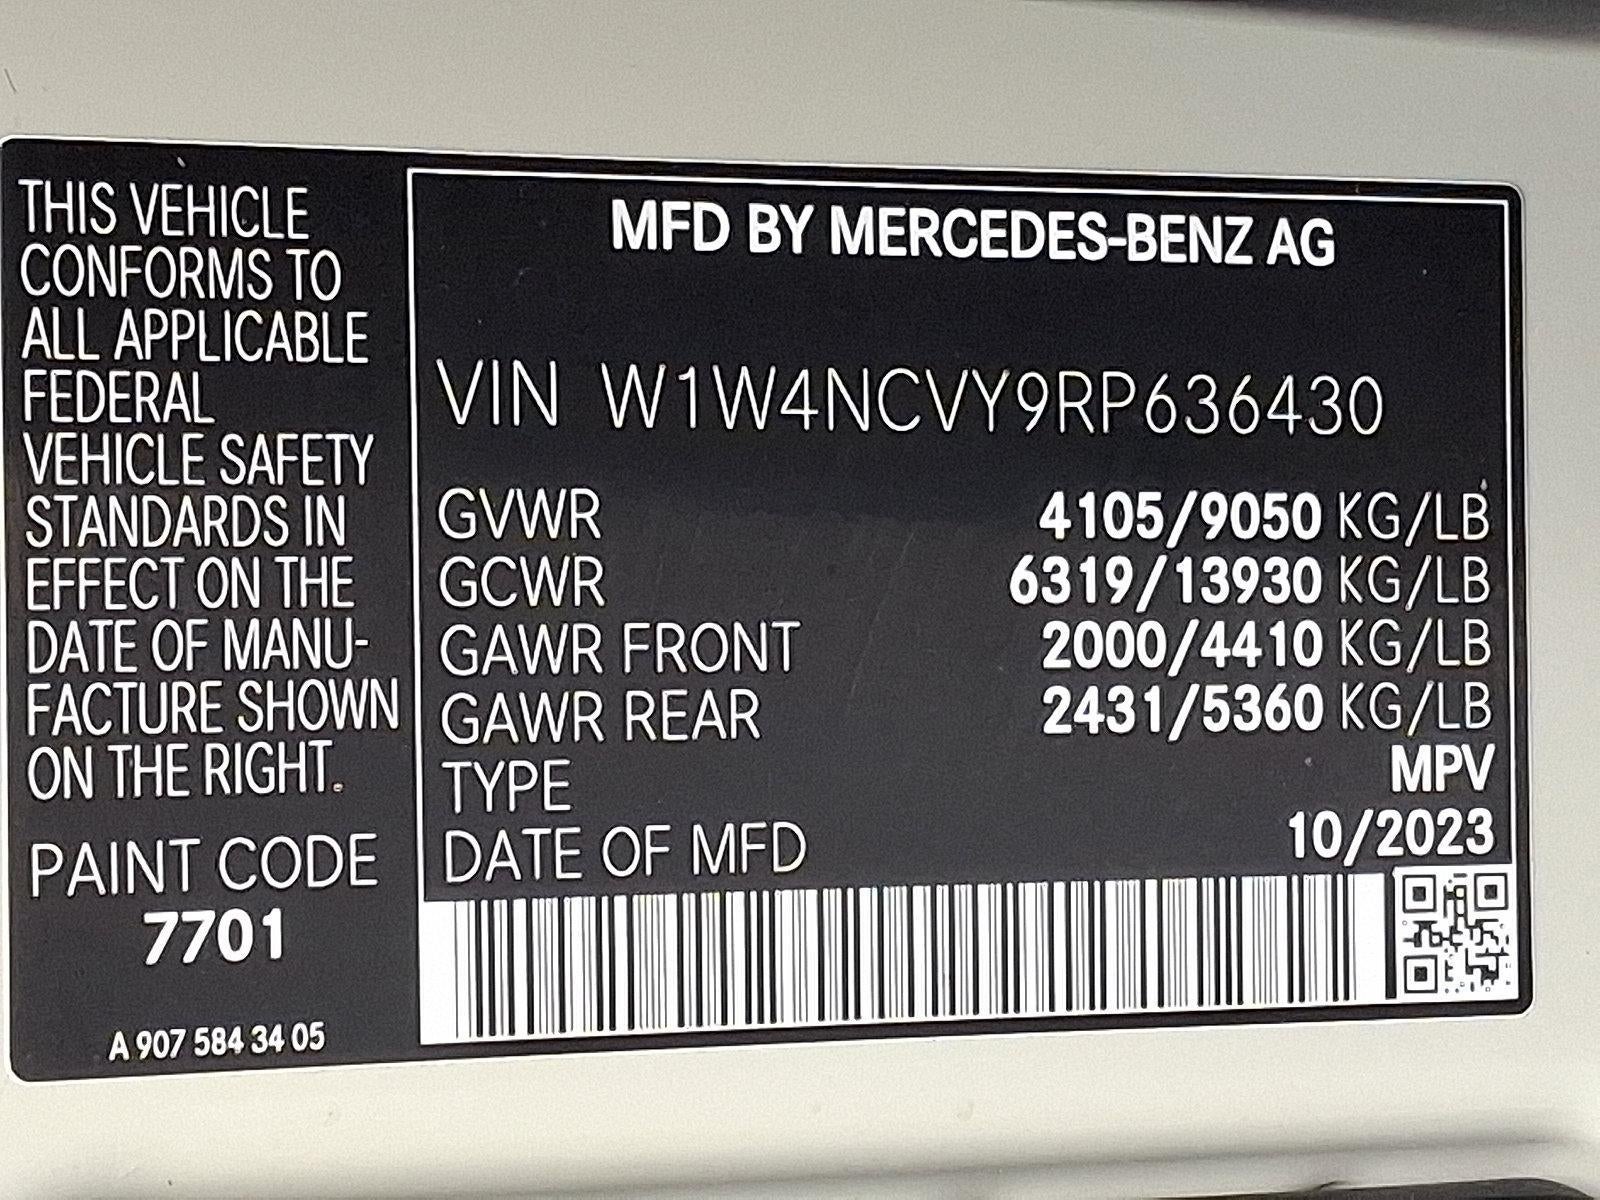 THIS VEHICLE
CONFORMS TO
ALL APPLICABLE
FEDERAL
VEHICLE SAFETY
STANDARDS IN
EFFECT ON THE
DATE OF MANU-
FACTURE SHOWN
ON THE RIGHT.
PAINT CODE
7701
A 907 584 34 05
MFD BY MERCEDES-BENZ AG
VIN W1W4NCVY9RP636430
GVWR 4105/9050 KG/LB
GCWR 6319/13930 KG/LB
GAWR FRONT 2000/4410 KG/LB
GAWR REAR 2431/5360 KG/LB
TYPE MPV
DATE OF MFD 10/2023